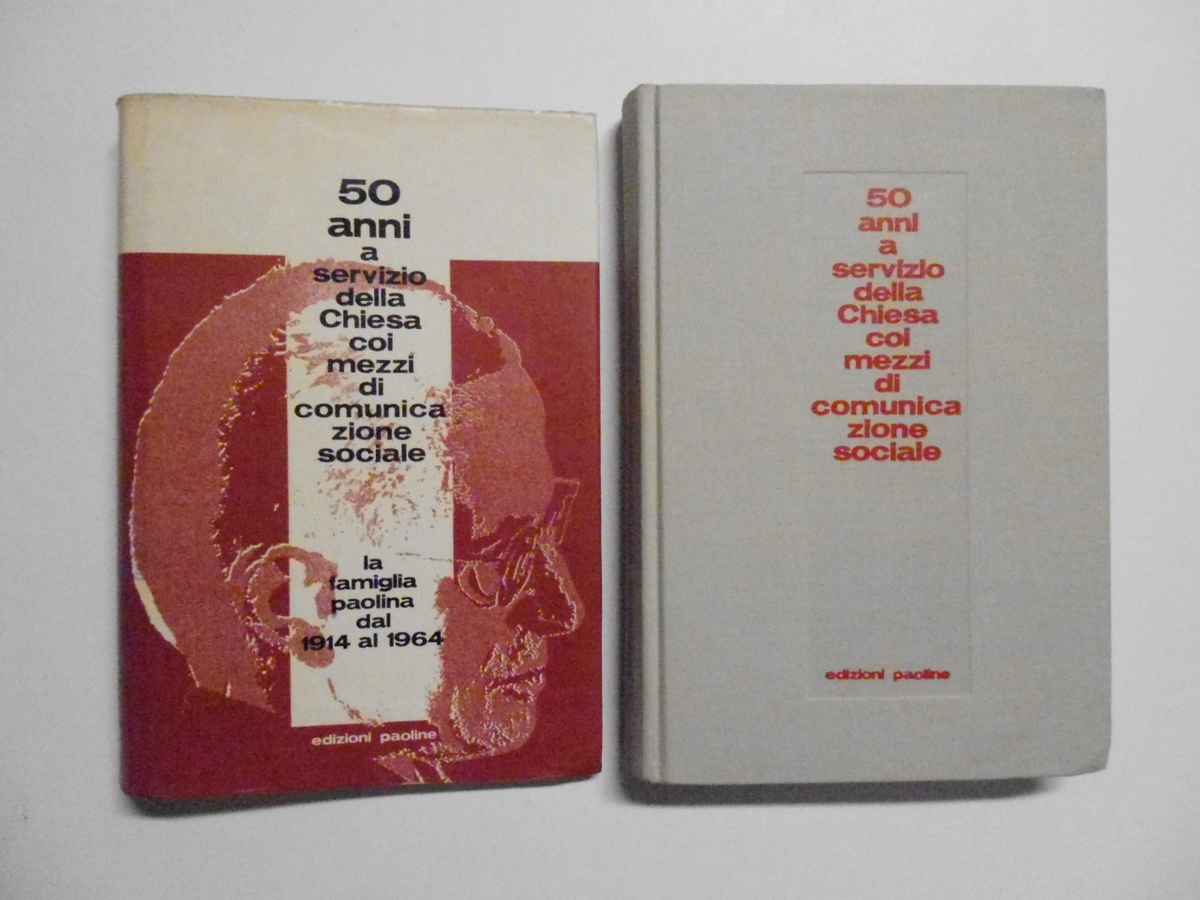 50
anni
a
servizio
della
Chiesa
coi
mezzi
di
comunica
zione
sociale
la
famiglia
paolina
dal
1914 al 1964
edizioni paoline
50
anni
a
servizio
della
Chiesa
coi
mezzi
di
comunica
zione
sociale
edizioni paoline